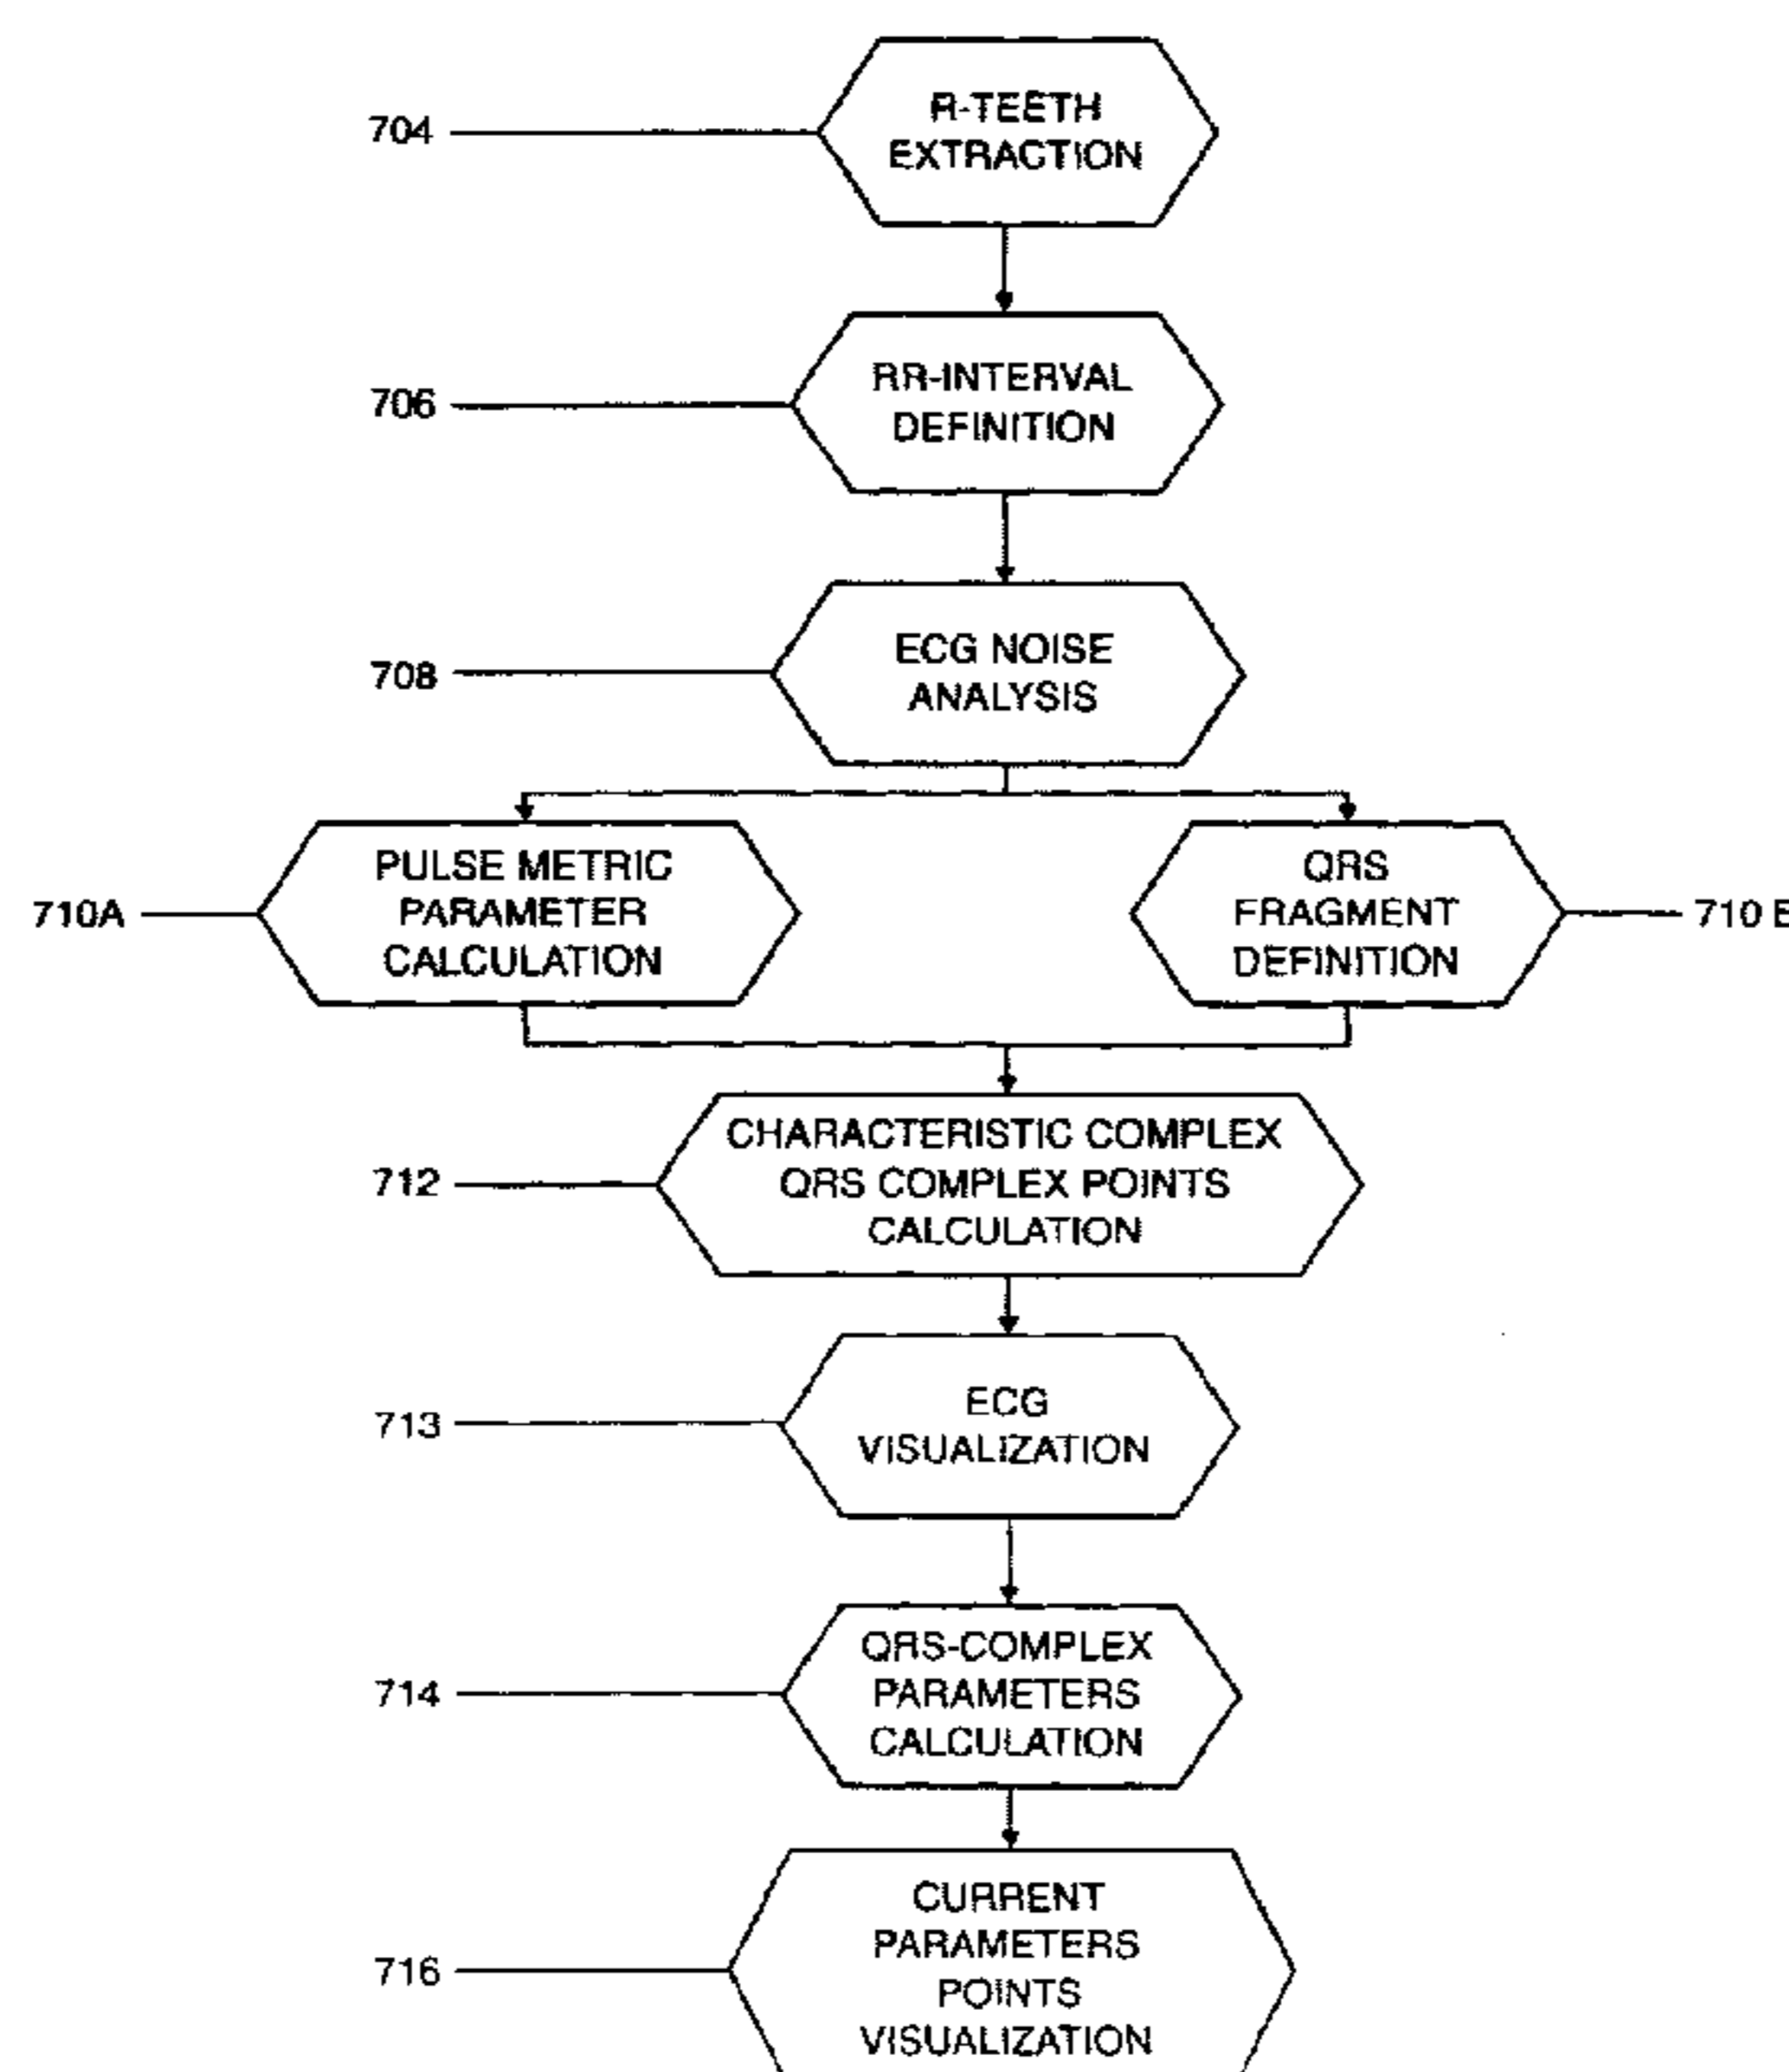 704
R-TEETH
EXTRACTION
706
RR-INTERVAL
DEFINITION
708
ECG NOISE
ANALYSIS
710A
PULSE METRIC
PARAMETER
CALCULATION
QRS
FRAGMENT
DEFINITION
710 B
712
CHARACTERISTIC COMPLEX
QRS COMPLEX POINTS
CALCULATION
713
ECG
VISUALIZATION
714
QRS-COMPLEX
PARAMETERS
CALCULATION
716
CURRENT
PARAMETERS
POINTS
VISUALIZATION